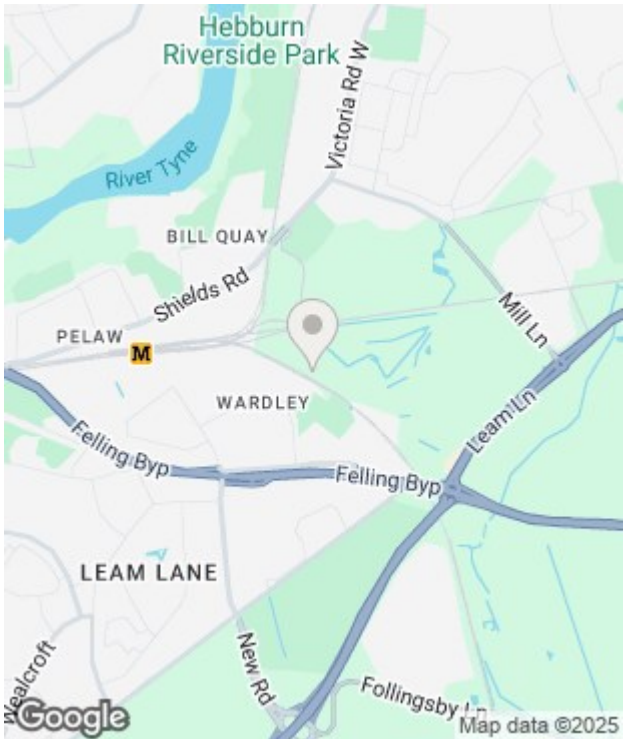 Hebburn
Riverside Park
Victoria Rd W
River Tyne
BILL QUAY
Shields Rd
Mill Ln
PELAW
M
WARDLEY
Leam Ln
Felling Byp
Felling Byp
LEAM LANE
New Rd
Follingsby Ln
Google
Map data ©2025